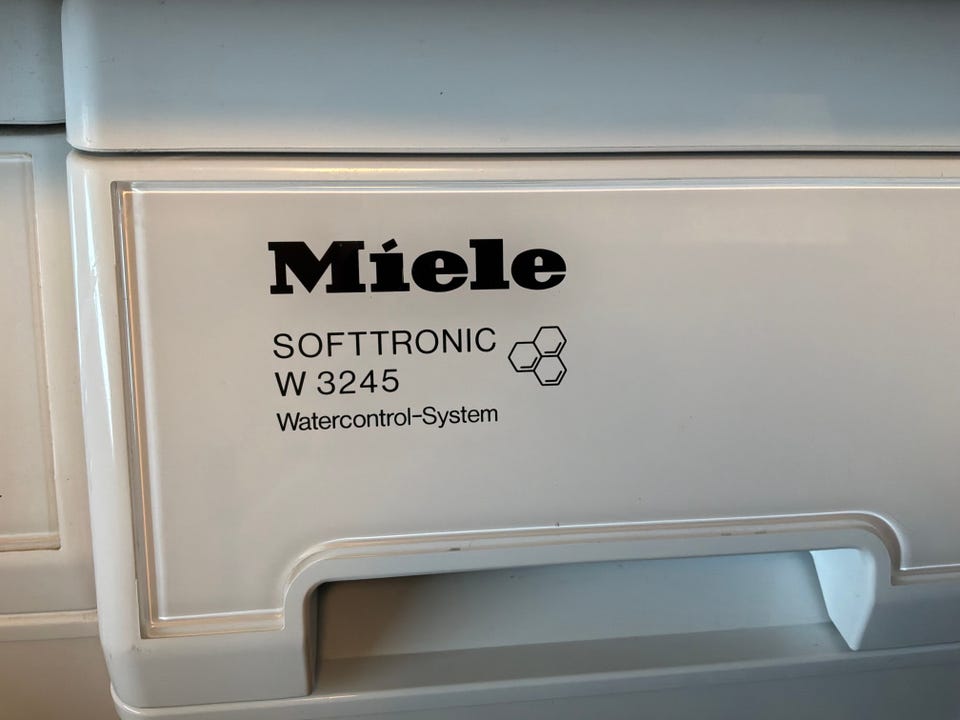 Miele
SOFTTRONIC
W 3245
Watercontrol-System